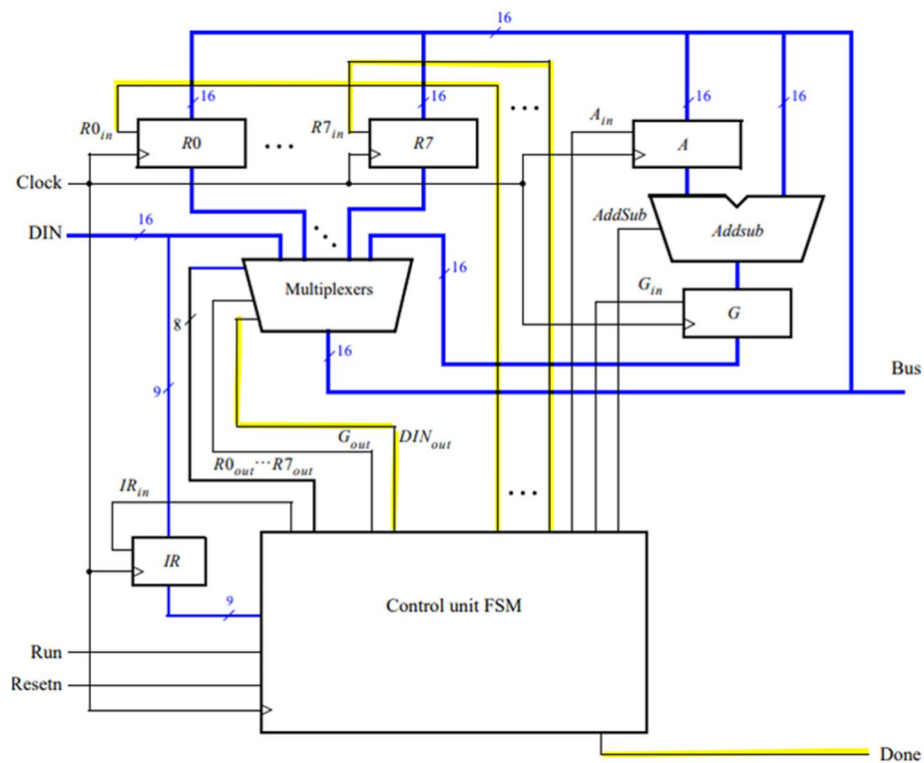 16
16
16
16
16
R0in
R0
...
R7in
R7
...
Ain
A
Clock
DIN
16
AddSub
Addsub
Multiplexers
16
Gin
G
8
16
Bus
9
Gout
DINout
R0out...R7out
IRin
...
IR
9
Control unit FSM
Run
Resetn
Done